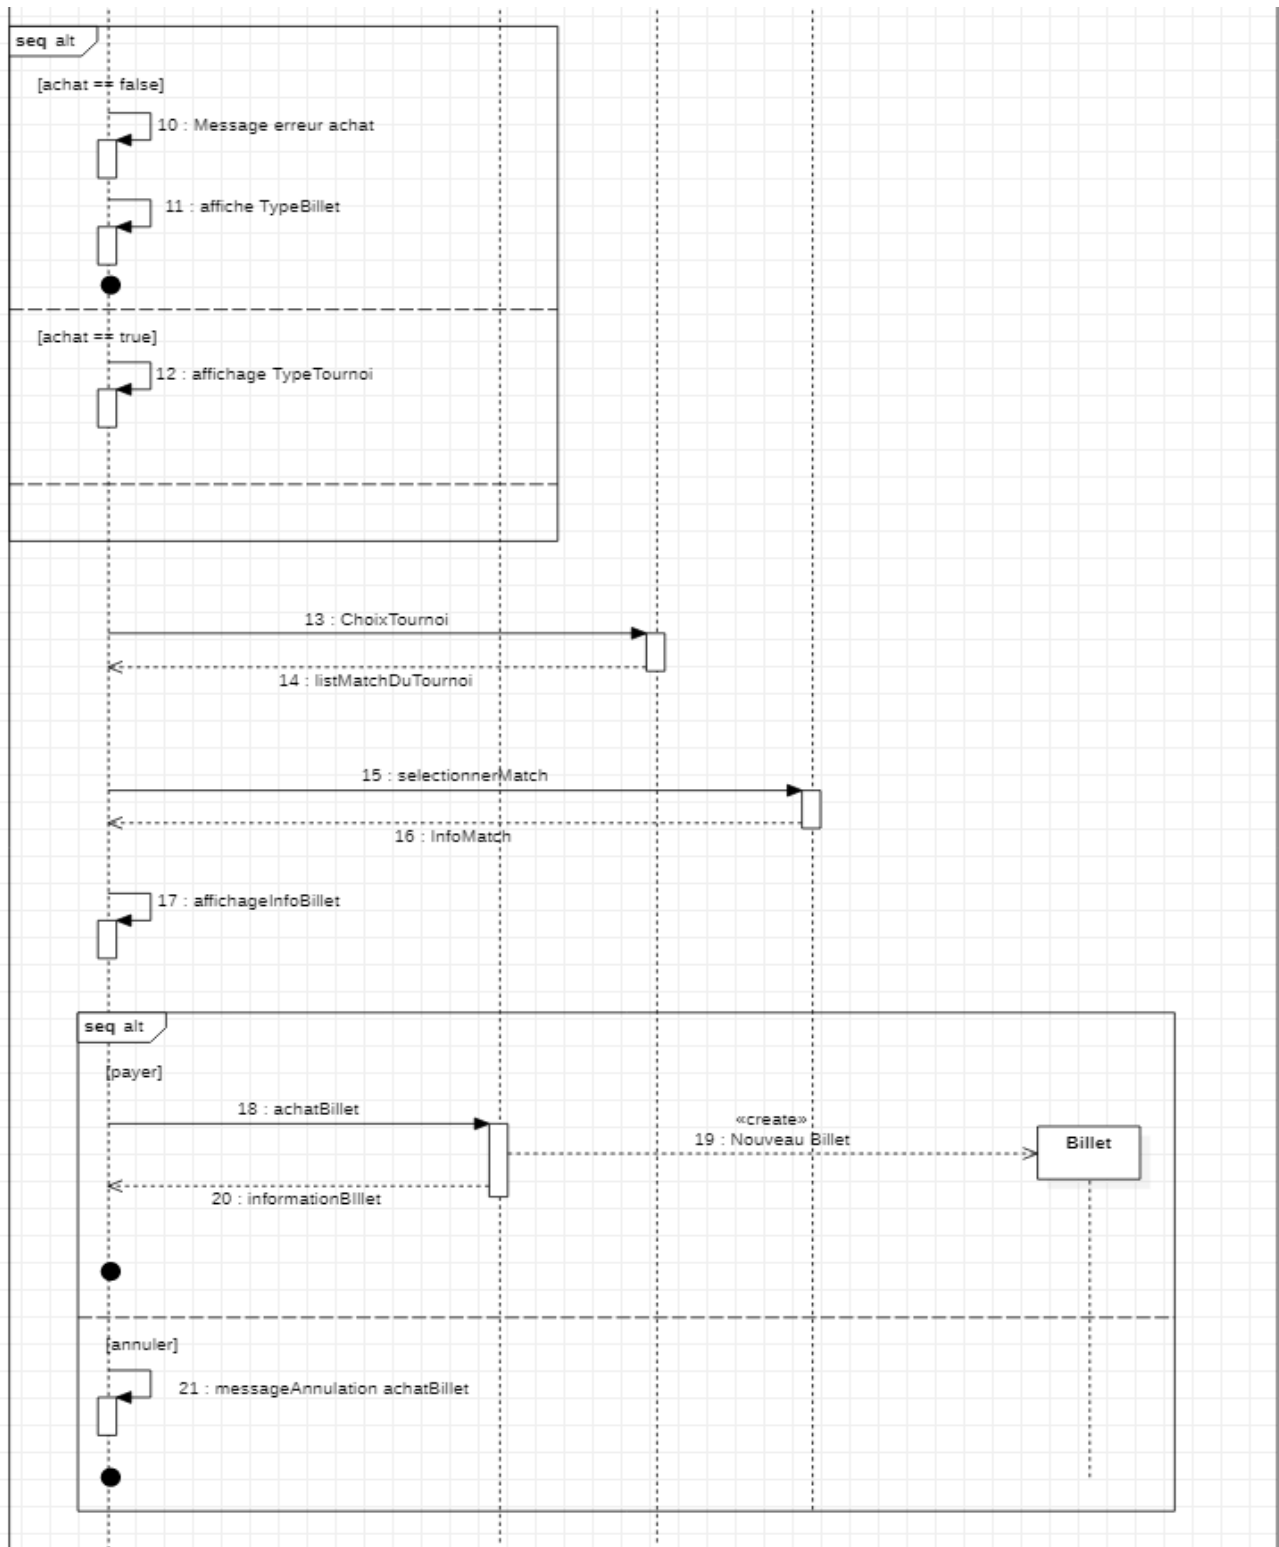 seq alt
[achat == false]
10 : Message erreur achat
11 : affiche TypeBillet
[achat == true]
12 : affichage TypeTournoi
13 : ChoixTournoi
14 : listMatchDuTournoi
15 : selectionnerMatch
16 : InfoMatch
17 : affichageInfoBillet
seq alt
[payer]
18 : achatBillet
«create»
19 : Nouveau Billet
Billet
20 : informationBIllet
[annuler]
21 : messageAnnulation achatBillet